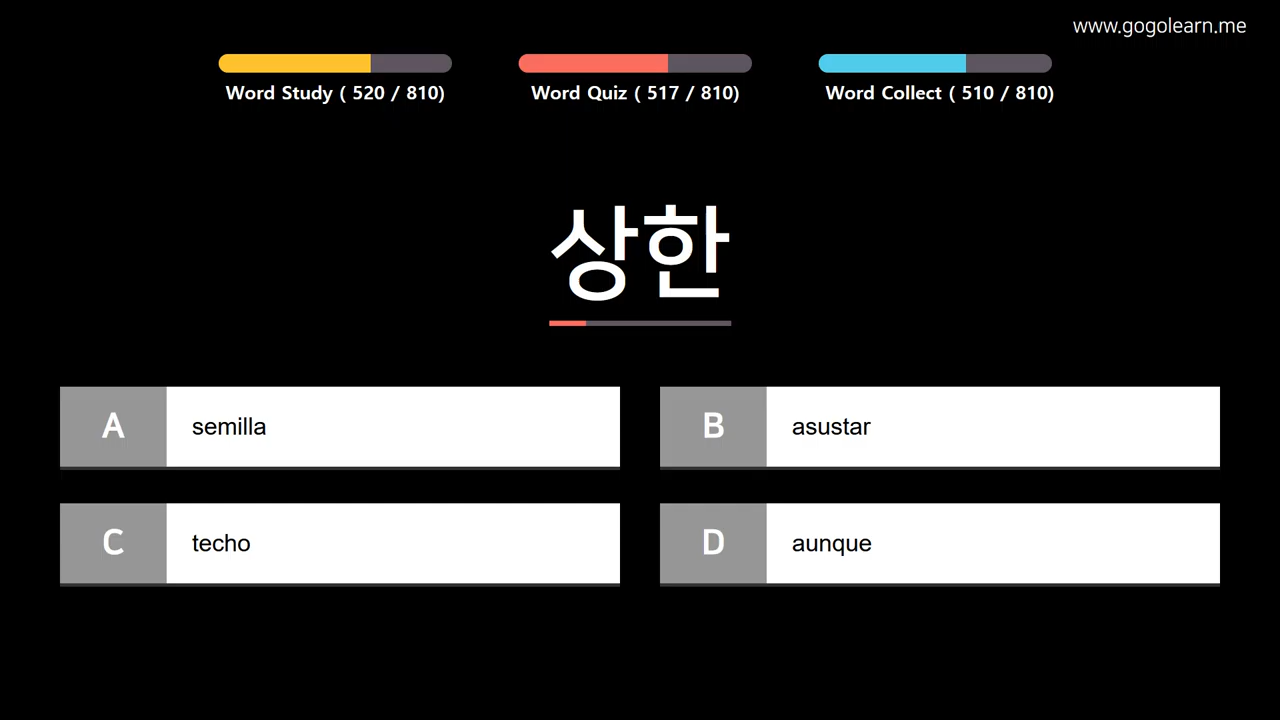 www.gogolearn.me
Word Study ( 520 / 810)
Word Quiz ( 517 / 810)
Word Collect ( 510 / 810)
상한
A semilla
B asustar
C techo
D aunque